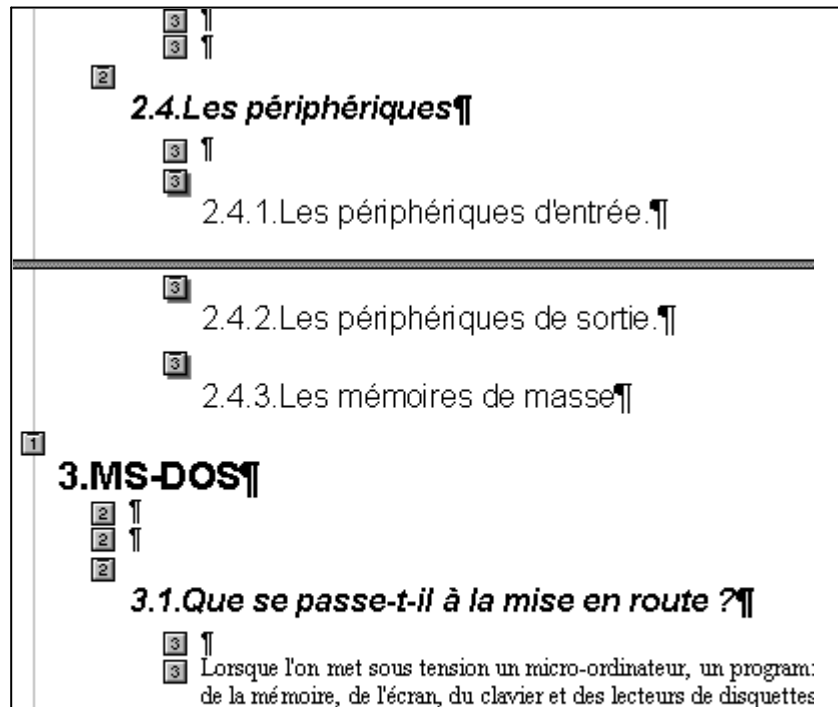 3 ¶
3 ¶
2
2.4.Les périphériques¶
3 ¶
3
2.4.1.Les périphériques d'entrée.¶
3
2.4.2.Les périphériques de sortie.¶
3
2.4.3.Les mémoires de masse¶
1
3.MS-DOS¶
2 ¶
2 ¶
2
3.1.Que se passe-t-il à la mise en route ?¶
3 ¶
3 Lorsque l'on met sous tension un micro-ordinateur, un
de la mémoire, de l'écran, du clavier et des lecteurs de disquettes